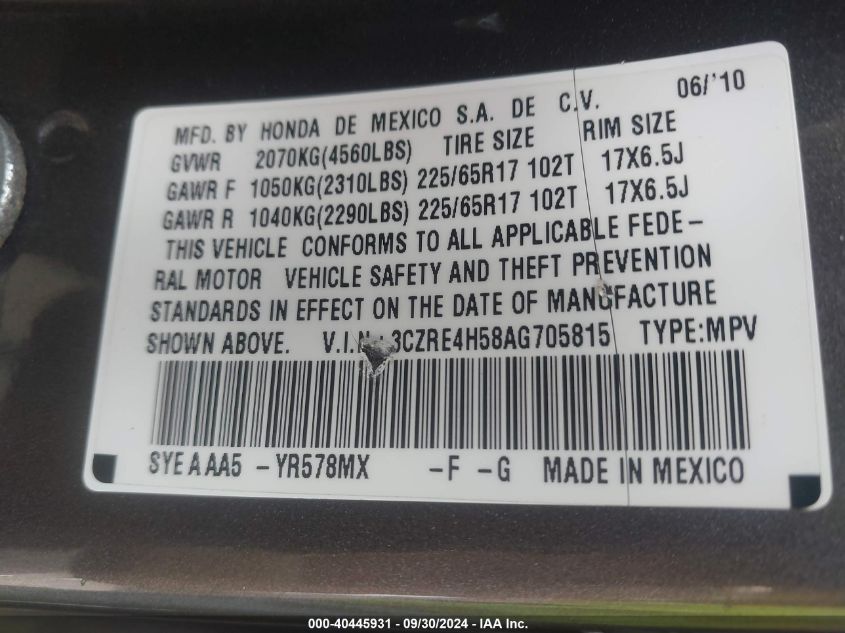 06/'10
MFD. BY HONDA DE MEXICO S.A. DE C.V.
GVWR 2070KG(4560LBS) TIRE SIZE RIM SIZE
GAWR F 1050KG(2310LBS) 225/65R17 102T 17X6.5J
GAWR R 1040KG(2290LBS) 225/65R17 102T 17X6.5J
THIS VEHICLE CONFORMS TO ALL APPLICABLE FEDE-
RAL MOTOR VEHICLE SAFETY AND THEFT PREVENTION
STANDARDS IN EFFECT ON THE DATE OF MANUFACTURE
SHOWN ABOVE. V.I.N. 3CZRE4H58AG705815 TYPE:MPV
SYE A AA5 -YR578MX -F -G MADE IN MEXICO
000-40445931 - 09/30/2024 - IAA Inc.